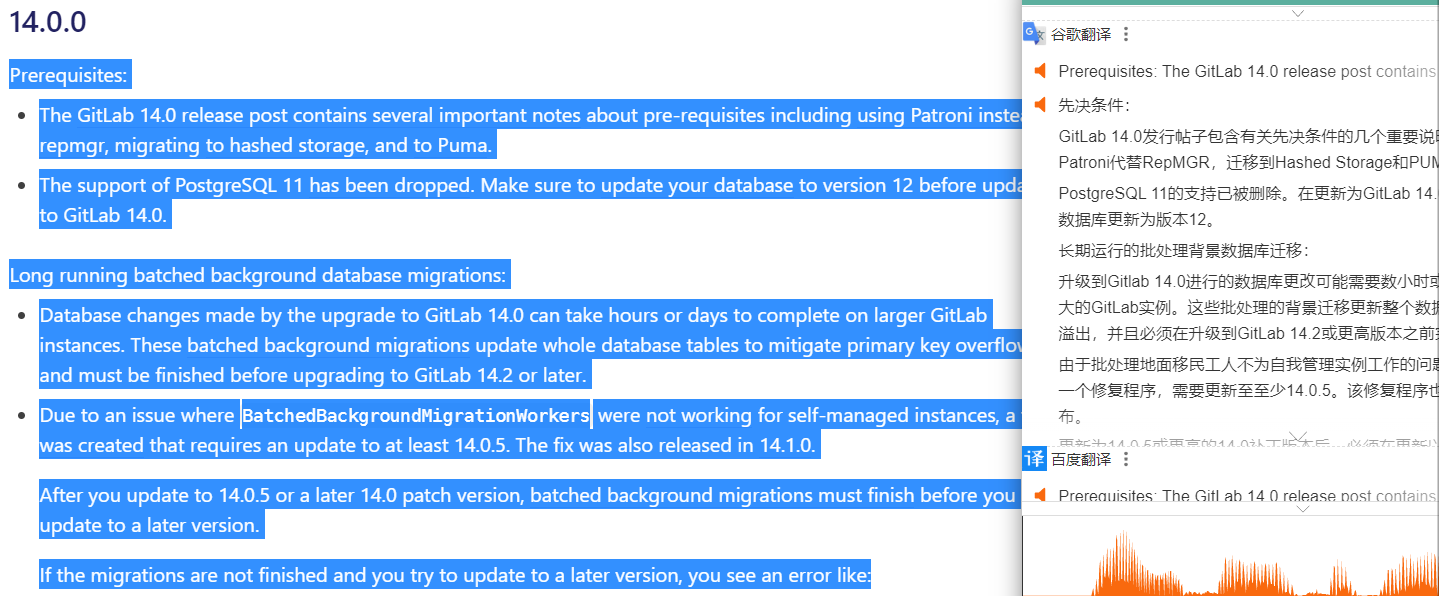 14.0.0
Prerequisites:
The GitLab 14.0 release post contains several important notes about pre-requisites including using Patroni
repmgr, migrating to hashed storage, and to Puma.
The support of PostgreSQL 11 has been dropped. Make sure to update your database to version 12 before
to GitLab 14.0.
Long running batched background database migrations:
Database changes made by the upgrade to GitLab 14.0 can take hours or days to complete on larger GitLab
instances. These batched background migrations update whole database tables to mitigate primary key
and must be finished before upgrading to GitLab 14.2 or later.
Due to an issue where BatchedBackgroundMigrationWorkers were not working for self-managed instances, a
was created that requires an update to at least 14.0.5. The fix was also released in 14.1.0.
After you update to 14.0.5 or a later 14.0 patch version, batched background migrations must finish before you
update to a later version.
If the migrations are not finished and you try to update to a later version, you see an error like:
谷歌翻译
Prerequisites: The GitLab 14.0 release post contains
先决条件：
GitLab 14.0发行帖子包含有关先决条件的几个重要说
Patroni代替RepMGR，迁移到Hashed Storage和PUM
PostgreSQL 11的支持已被删除。在更新为GitLab 14.
数据库更新为版本12。
长期运行的批处理背景数据库迁移：
升级到Gitlab 14.0进行的数据库更改可能需要数小时或
大的GitLab实例。这些批处理的背景迁移更新整个数据
溢出，并且必须在升级到GitLab 14.2或更高版本之前
由于批处理地面移民工人不为自我管理实例工作的问题
一个修复程序，需要更新至至少14.0.5。该修复程序也
布。
百度翻译
Prerequisites: The GitLab 14.0 release post contains